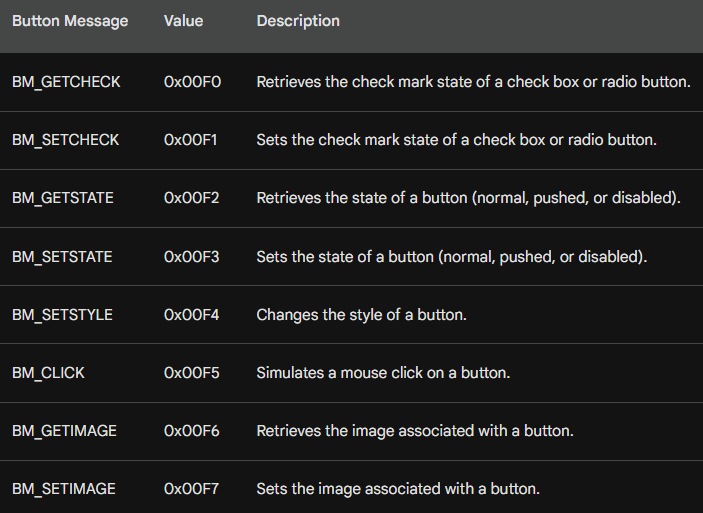 Button Message Value Description
BM_GETCHECK 0x00F0 Retrieves the check mark state of a check box or radio button.
BM_SETCHECK 0x00F1 Sets the check mark state of a check box or radio button.
BM_GETSTATE 0x00F2 Retrieves the state of a button (normal, pushed, or disabled).
BM_SETSTATE 0x00F3 Sets the state of a button (normal, pushed, or disabled).
BM_SETSTYLE 0x00F4 Changes the style of a button.
BM_CLICK 0x00F5 Simulates a mouse click on a button.
BM_GETIMAGE 0x00F6 Retrieves the image associated with a button.
BM_SETIMAGE 0x00F7 Sets the image associated with a button.